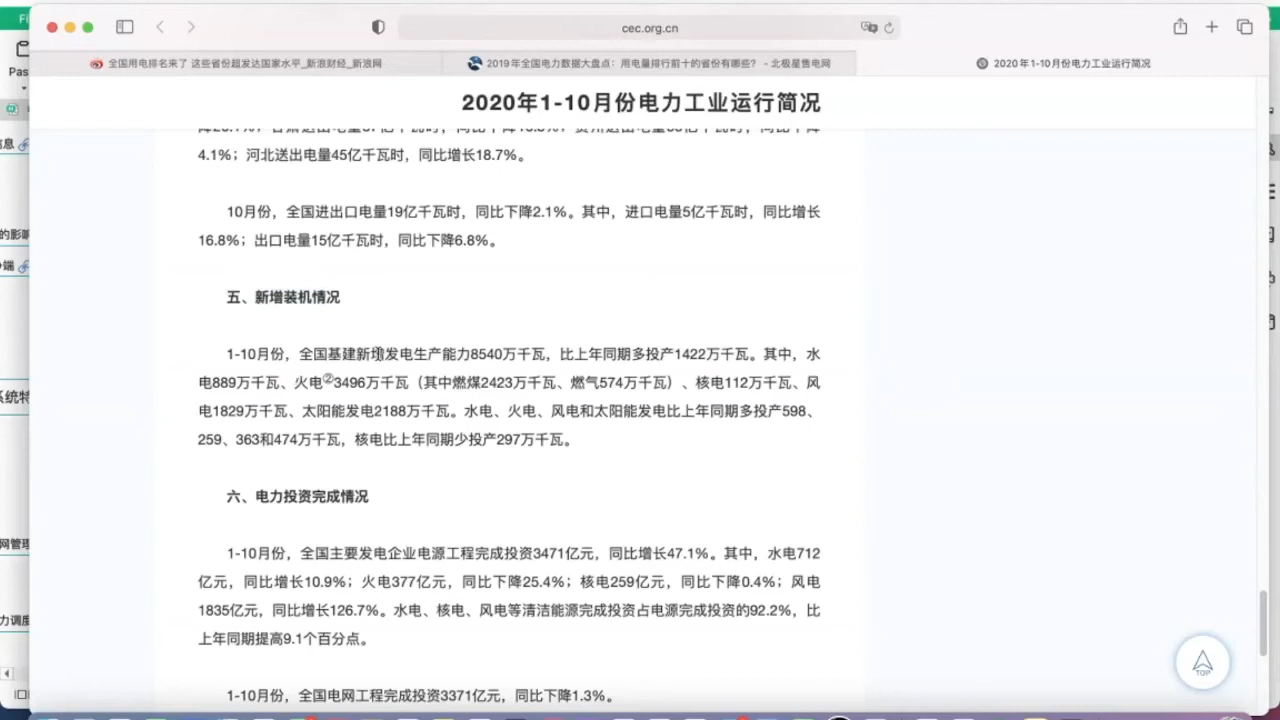 Fi
cec.org.cn
Pas
全国用电排名来了 这些省份超发达国家水平_新浪财经_新浪网
2019年全国电力数据大盘点：用电量排行前十的省份有哪些？ - 北极星售电网
2020年1-10月份电力工业运行简况
2020年1-10月份电力工业运行简况
4.1%；河北送出电量45亿千瓦时，同比增长18.7%。
10月份，全国进出口电量19亿千瓦时，同比下降2.1%。其中，进口电量5亿千瓦时，同比增长
16.8%；出口电量15亿千瓦时，同比下降6.8%。
五、新增装机情况
1-10月份，全国基建新增发电生产能力8540万千瓦，比上年同期多投产1422万千瓦。其中，水
电889万千瓦、火电②3496万千瓦（其中燃煤2423万千瓦、燃气574万千瓦）、核电112万千瓦、风
电1829万千瓦、太阳能发电2188万千瓦。水电、火电、风电和太阳能发电比上年同期多投产598、
259、363和474万千瓦，核电比上年同期少投产297万千瓦。
六、电力投资完成情况
1-10月份，全国主要发电企业电源工程完成投资3471亿元，同比增长47.1%。其中，水电712
亿元，同比增长10.9%；火电377亿元，同比下降25.4%；核电259亿元，同比下降0.4%；风电
1835亿元，同比增长126.7%。水电、核电、风电等清洁能源完成投资占电源完成投资的92.2%，比
上年同期提高9.1个百分点。
1-10月份，全国电网工程完成投资3371亿元，同比下降1.3%。
TOP
息
的影响
端
系统特
网管理
力调度